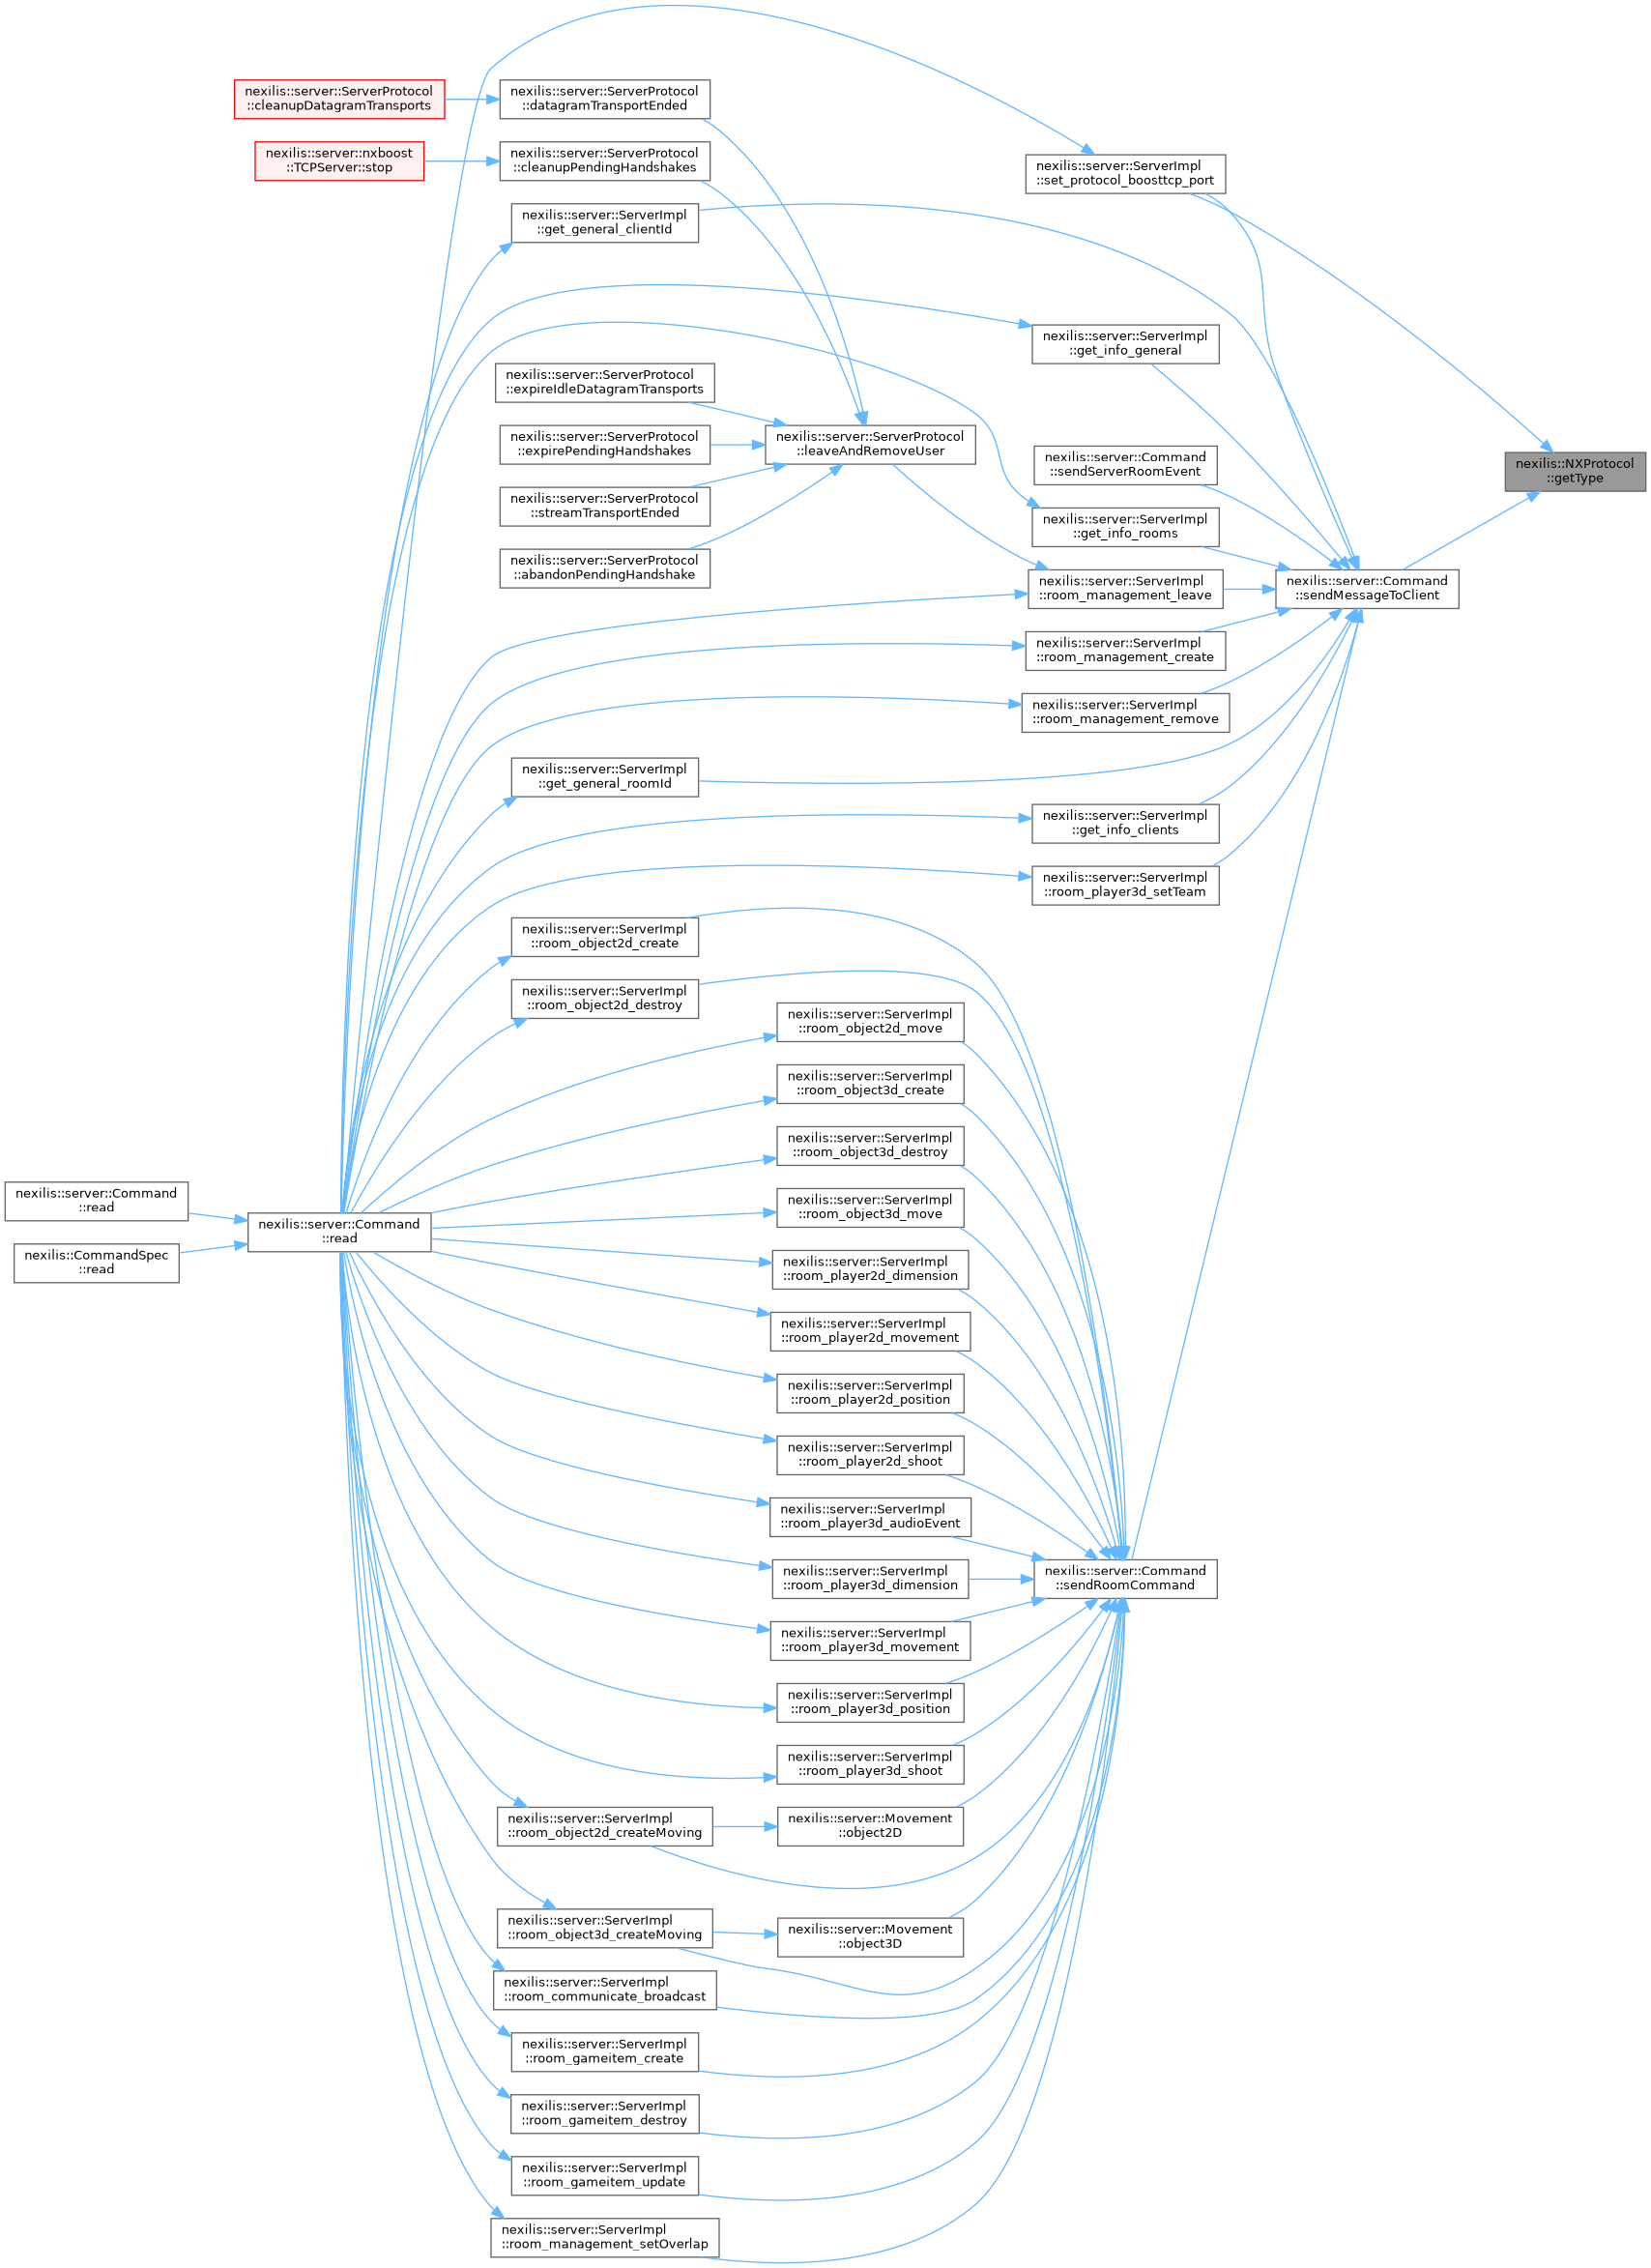 nexilis::server::ServerProtocol
::cleanupDatagramTransports
nexilis::server::ServerProtocol
::datagramTransportEnded
nexilis::server::nxboost
::TCPServer::stop
nexilis::server::ServerProtocol
::cleanupPendingHandshakes
nexilis::server::ServerImpl
::set_protocol_boosttcp_port
nexilis::server::ServerImpl
::get_general_clientId
nexilis::server::ServerImpl
::get_info_general
nexilis::server::ServerProtocol
::expireIdleDatagramTransports
nexilis::server::ServerProtocol
::expirePendingHandshakes
nexilis::server::ServerProtocol
::leaveAndRemoveUser
nexilis::server::Command
::sendServerRoomEvent
nexilis::NXProtocol
::getType
nexilis::server::ServerProtocol
::streamTransportEnded
nexilis::server::ServerImpl
::get_info_rooms
nexilis::server::ServerProtocol
::abandonPendingHandshake
nexilis::server::ServerImpl
::room_management_leave
nexilis::server::Command
::sendMessageToClient
nexilis::server::ServerImpl
::room_management_create
nexilis::server::ServerImpl
::room_management_remove
nexilis::server::ServerImpl
::get_general_roomId
nexilis::server::ServerImpl
::get_info_clients
nexilis::server::ServerImpl
::room_player3d_setTeam
nexilis::server::ServerImpl
::room_object2d_create
nexilis::server::ServerImpl
::room_object2d_destroy
nexilis::server::ServerImpl
::room_object2d_move
nexilis::server::ServerImpl
::room_object3d_create
nexilis::server::ServerImpl
::room_object3d_destroy
nexilis::server::Command
::read
nexilis::server::Command
::read
nexilis::CommandSpec
::read
nexilis::server::ServerImpl
::room_object3d_move
nexilis::server::ServerImpl
::room_player2d_dimension
nexilis::server::ServerImpl
::room_player2d_movement
nexilis::server::ServerImpl
::room_player2d_position
nexilis::server::ServerImpl
::room_player2d_shoot
nexilis::server::ServerImpl
::room_player3d_audioEvent
nexilis::server::ServerImpl
::room_player3d_dimension
nexilis::server::Command
::sendRoomCommand
nexilis::server::ServerImpl
::room_player3d_movement
nexilis::server::ServerImpl
::room_player3d_position
nexilis::server::ServerImpl
::room_player3d_shoot
nexilis::server::ServerImpl
::room_object2d_createMoving
nexilis::server::Movement
::object2D
nexilis::server::ServerImpl
::room_object3d_createMoving
nexilis::server::Movement
::object3D
nexilis::server::ServerImpl
::room_communicate_broadcast
nexilis::server::ServerImpl
::room_gameitem_create
nexilis::server::ServerImpl
::room_gameitem_destroy
nexilis::server::ServerImpl
::room_gameitem_update
nexilis::server::ServerImpl
::room_management_setOverlap